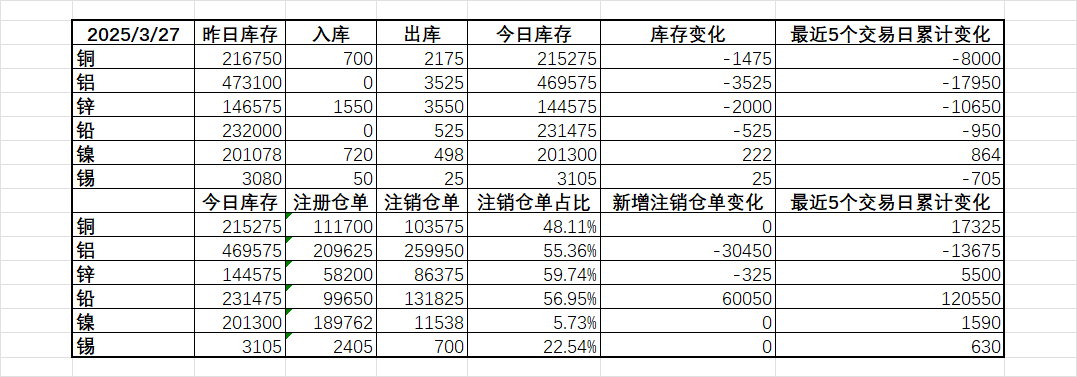 2025/3/27 昨日库存 入库 出库 今日库存 库存变化 最近5个交易日累计变化
铜 216750 700 2175 215275 -1475 -8000
铝 473100 0 3525 469575 -3525 -17950
锌 146575 1550 3550 144575 -2000 -10650
铅 232000 0 525 231475 -525 -950
镍 201078 720 498 201300 222 864
锡 3080 50 25 3105 25 -705
今日库存 注册仓单 注销仓单 注销仓单占比 新增注销仓单变化 最近5个交易日累计变化
铜 215275 111700 103575 48.11% 0 17325
铝 469575 209625 259950 55.36% -30450 -13675
锌 144575 58200 86375 59.74% -325 5500
铅 231475 99650 131825 56.95% 60050 120550
镍 201300 189762 11538 5.73% 0 1590
锡 3105 2405 700 22.54% 0 630